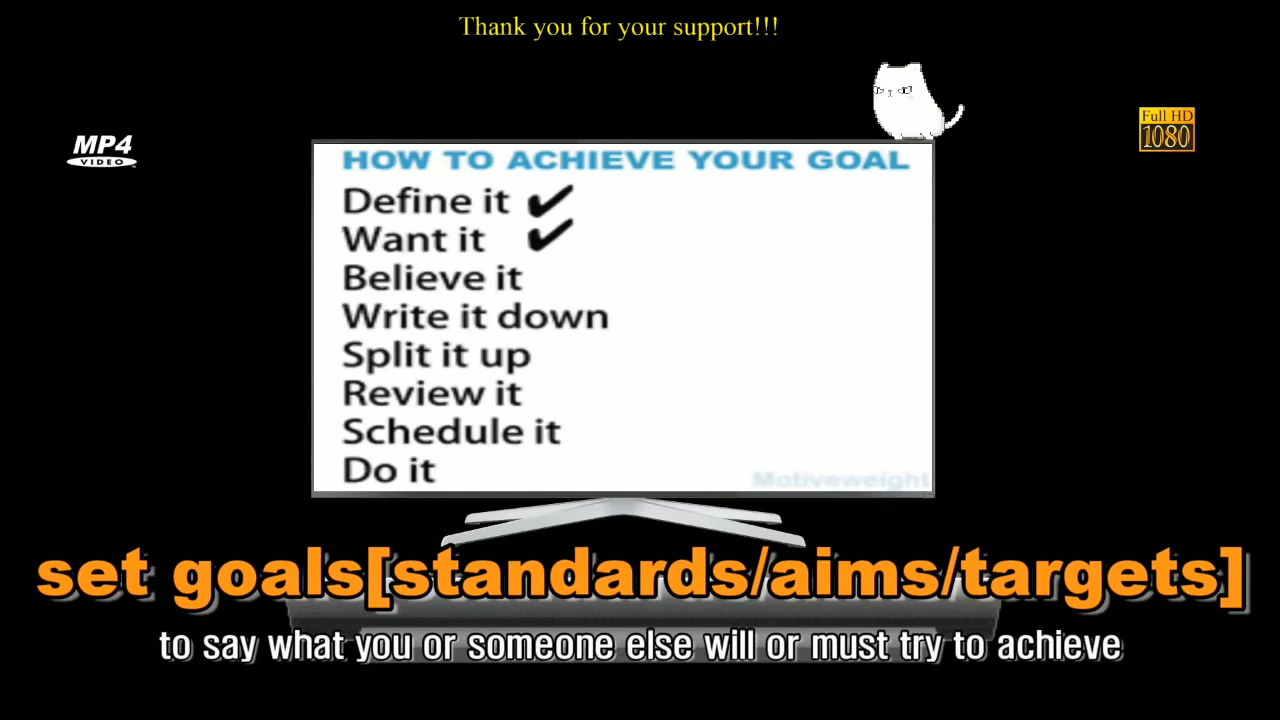 Thank you for your support!!!
MP4
VIDEO
Full HD
1080
HOW TO ACHIEVE YOUR GOAL
Define it ✔
Want it ✔
Believe it
Write it down
Split it up
Review it
Schedule it
Do it
Motiveweight
set goals[standards/aims/targets]
to say what you or someone else will or must try to achieve